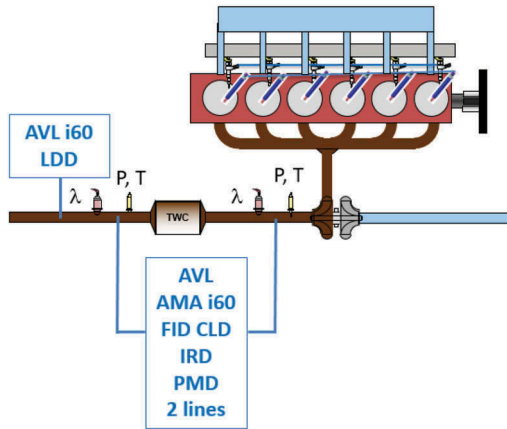 AVL i60
LDD
λ
P, T
λ
P, T
TWC
AVL
AMA i60
FID CLD
IRD
PMD
2 lines